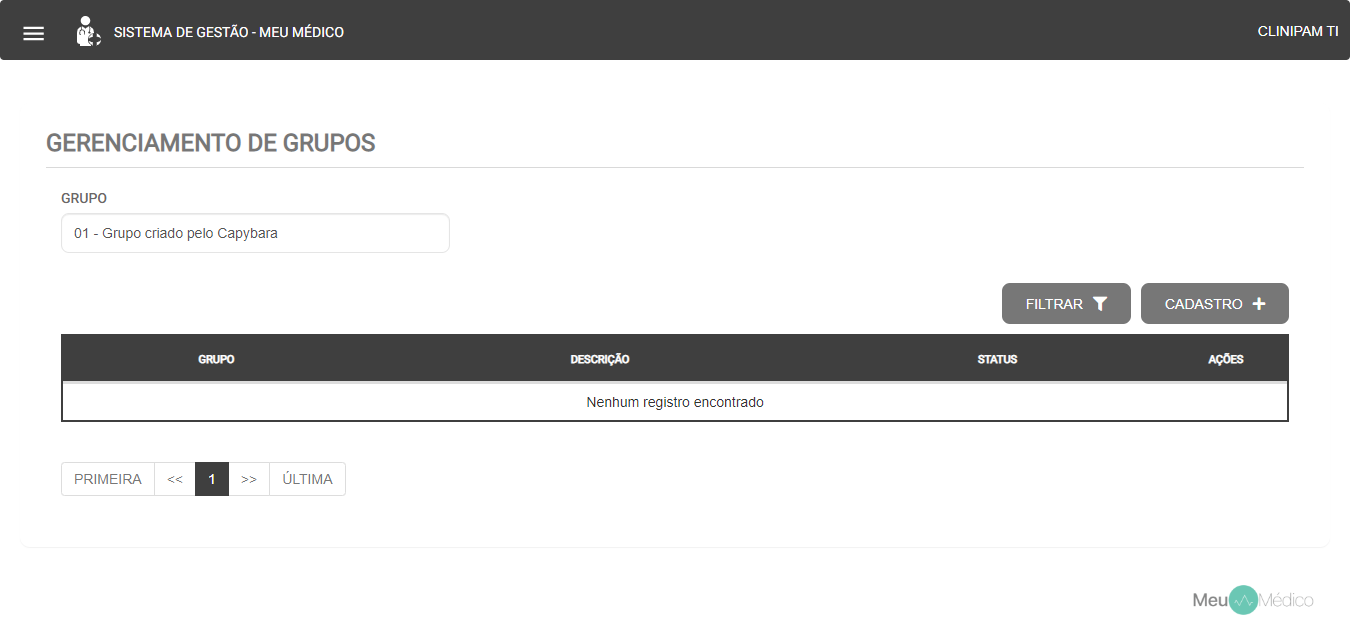 SISTEMA DE GESTÃO - MEU MÉDICO
CLINIPAM TI
GERENCIAMENTO DE GRUPOS
GRUPO
01 - Grupo criado pelo Capybara
FILTRAR CADASTRO
GRUPO DESCRIÇÃO STATUS AÇÕES
Nenhum registro encontrado
PRIMEIRA << 1 >> ÚLTIMA
Meu Médico